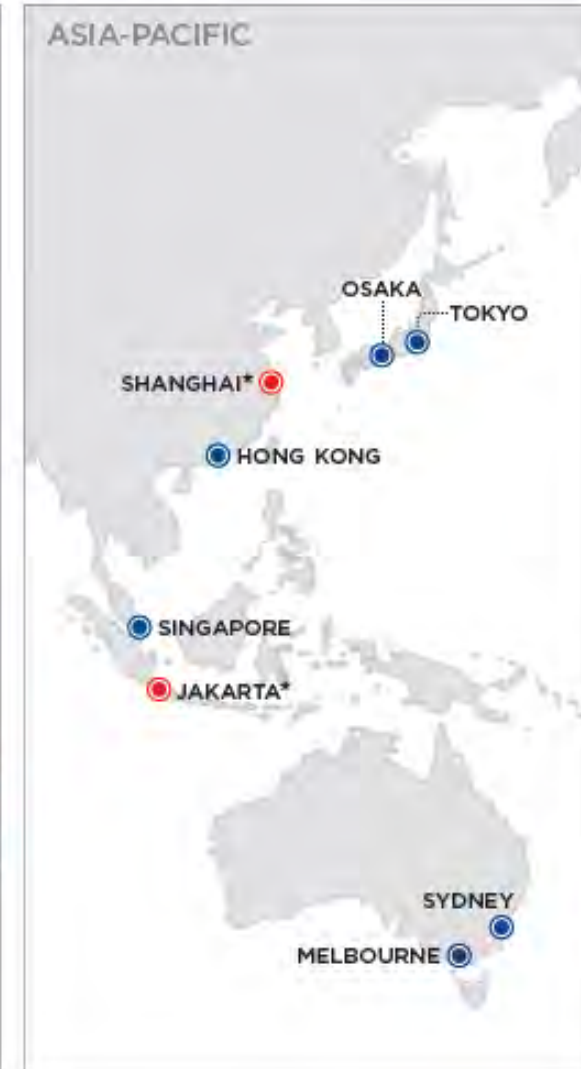 ASIA-PACIFIC
OSAKA
TOKYO
SHANGHAI*
HONG KONG
SINGAPORE
JAKARTA*
SYDNEY
MELBOURNE